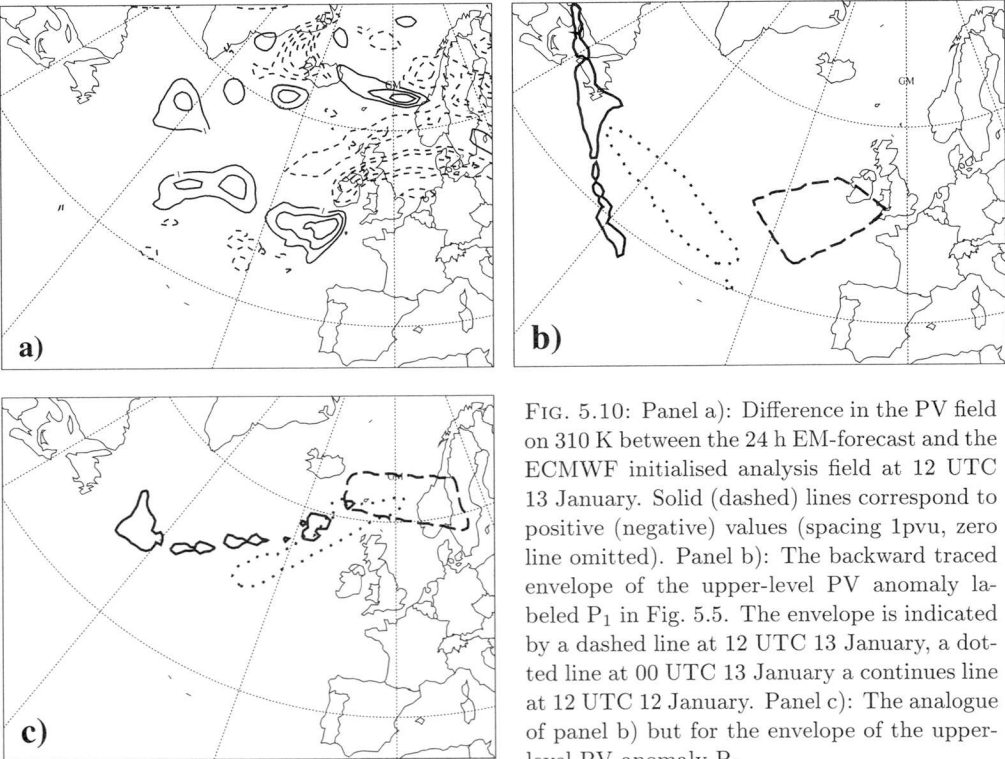 a)
GM
b)
GM
c)
GM
FIG. 5.10: Panel a): Difference in the PV field
on 310 K between the 24 h EM-forecast and the
ECMWF initialised analysis field at 12 UTC
13 January. Solid (dashed) lines correspond to
positive (negative) values (spacing 1pvu, zero
line omitted). Panel b): The backward traced
envelope of the upper-level PV anomaly la-
beled P₁ in Fig. 5.5. The envelope is indicated
by a dashed line at 12 UTC 13 January, a dot-
ted line at 00 UTC 13 January a continues line
at 12 UTC 12 January. Panel c): The analogue
of panel b) but for the envelope of the upper-
level PV anomaly P